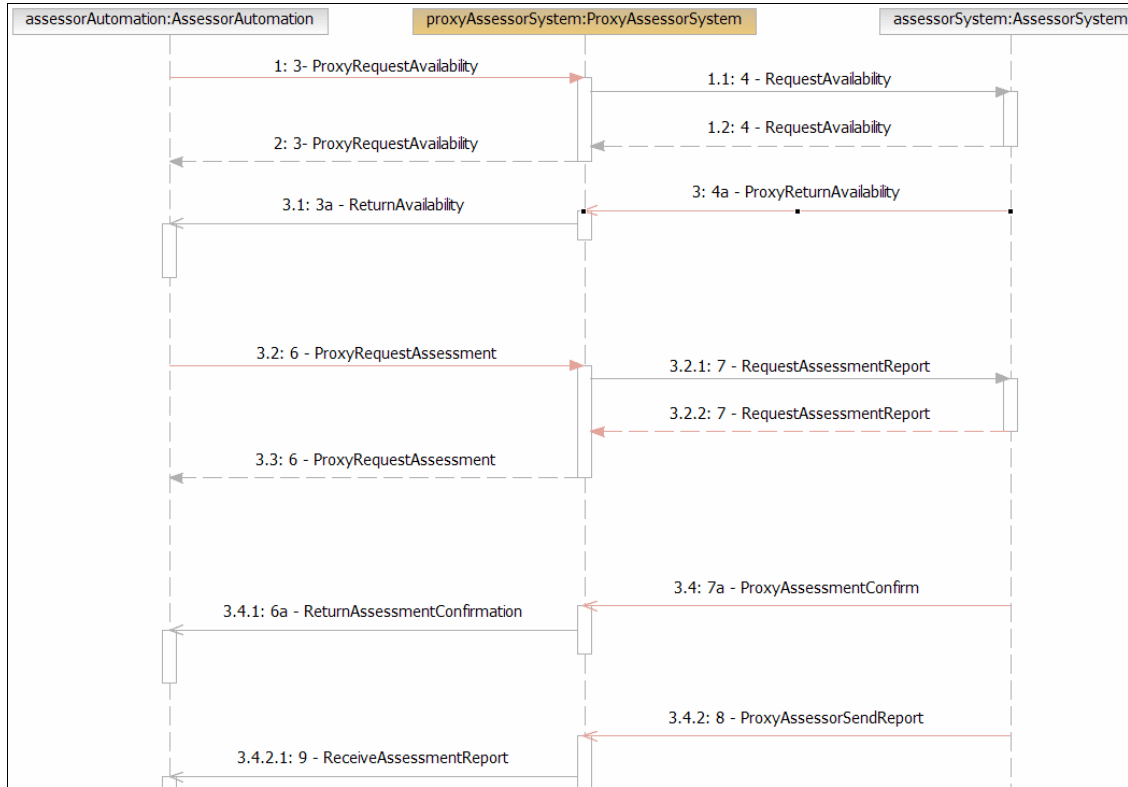 assessorAutomation:AssessorAutomation
proxyAssessorSystem:ProxyAssessorSystem
assessorSystem:AssessorSystem
1: 3- ProxyRequestAvailability
1.1: 4 - RequestAvailability
1.2: 4 - RequestAvailability
2: 3- ProxyRequestAvailability
3: 4a - ProxyReturnAvailability
3.1: 3a - ReturnAvailability
3.2: 6 - ProxyRequestAssessment
3.2.1: 7 - RequestAssessmentReport
3.2.2: 7 - RequestAssessmentReport
3.3: 6 - ProxyRequestAssessment
3.4: 7a - ProxyAssessmentConfirm
3.4.1: 6a - ReturnAssessmentConfirmation
3.4.2: 8 - ProxyAssessorSendReport
3.4.2.1: 9 - ReceiveAssessmentReport